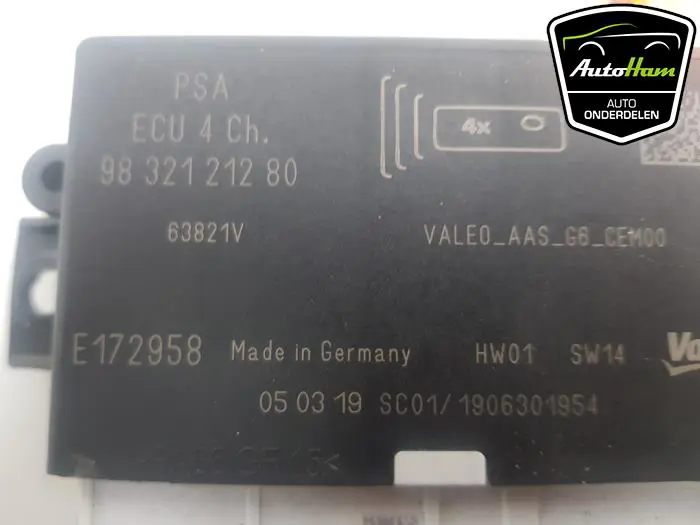 AutoHam
AUTO
ONDERDELEN
PSA
ECU 4 Ch.
98 321 212 80
4x
63821V
VALEO_AAS_G6_CEM00
E172958
Made in Germany
HW01 SW14
05 03 19 SC01/1906301954